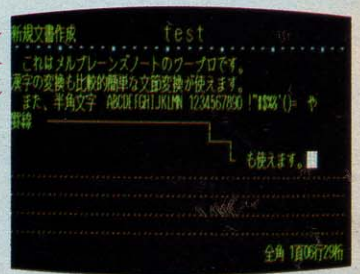 新規文書作成 test
これはメルブレーンズノートのワープロです。
漢字の変換も比較的簡単な文節変換が使えます。
また、半角文字 ABCDEFGHIJKLMN 1234567890 !"#$%&'()= や
罫線
も使えます。
全角 1頁06行29桁